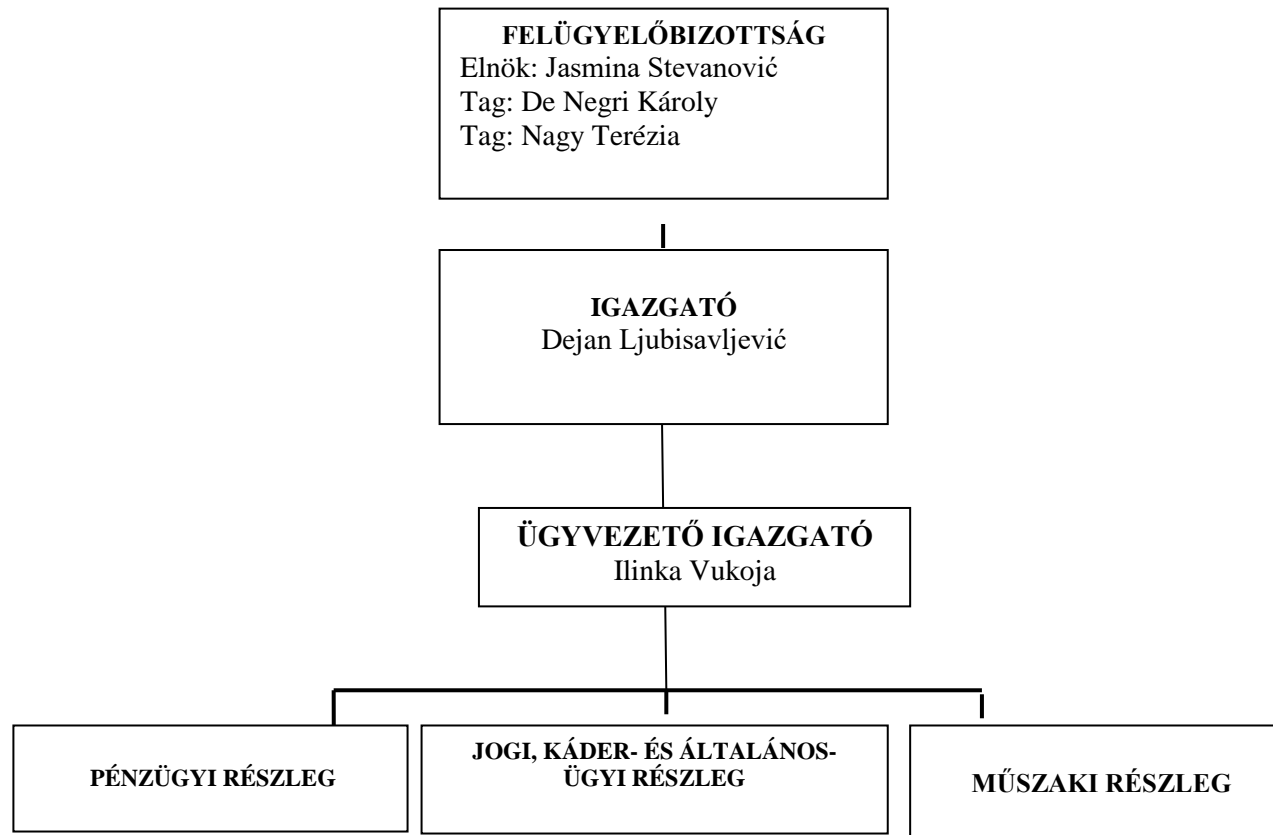 FELÜGYELŐBIZOTTSÁG
Elnök: Jasmina Stevanović
Tag: De Negri Károly
Tag: Nagy Terézia
IGAZGATÓ
Dejan Ljubisavljević
ÜGYVEZETŐ IGAZGATÓ
Ilinka Vukoja
PÉNZÜGYI RÉSZLEG
JOGI, KÁDER- ÉS ÁLTALÁNOS-
ÜGYI RÉSZLEG
MŰSZAKI RÉSZLEG